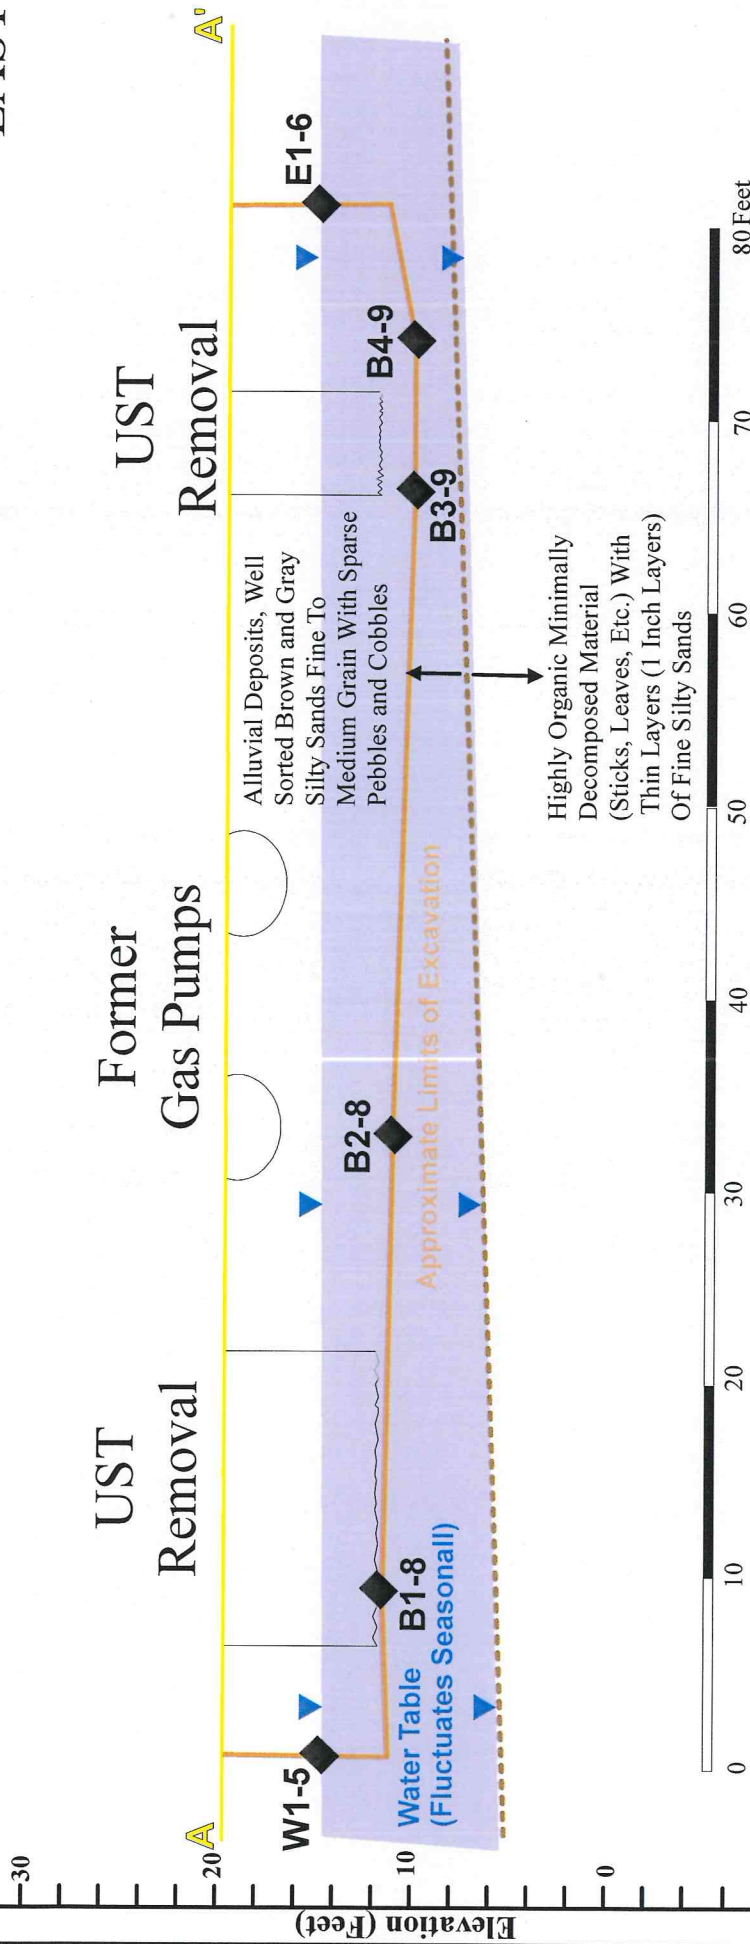 EAST
A
A'
UST
Removal
Former
Gas Pumps
UST
Removal
W1-5
B1-8
B2-8
B3-9
B4-9
E1-6
Alluvial Deposits, Well
Sorted Brown and Gray
Silty Sands Fine To
Medium Grain With Sparse
Pebbles and Cobbles
Approximate Limits of Excavation
Water Table
(Fluctuates Seasonall)
Highly Organic Minimally
Decomposed Material
(Sticks, Leaves, Etc.) With
Thin Layers (1 Inch Layers)
Of Fine Silty Sands
Elevation (Feet)
30
20
10
0
0 10 20 30 40 50 60 70 80 Feet